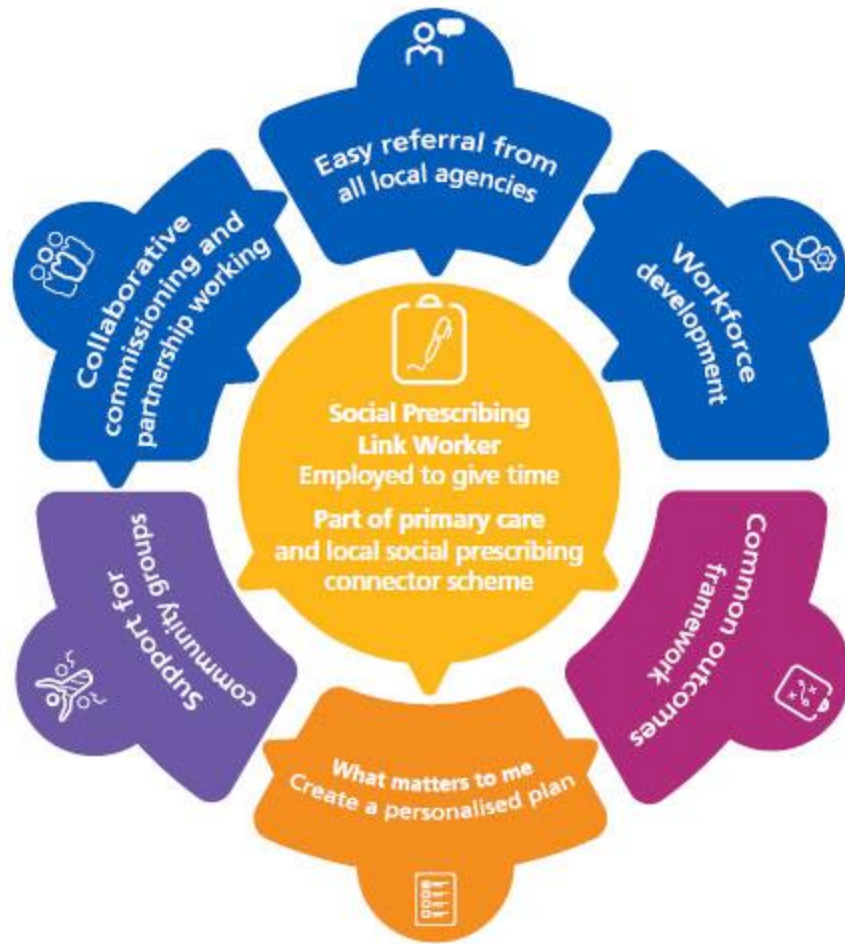 Easy referral from
all local agencies
Workforce
development
Common outcomes
framework
What matters to me
Create a personalised plan
Support for
community groups
Collaborative
commissioning and
partnership working
Social Prescribing
Link Worker
Employed to give time
Part of primary care
and local social prescribing
connector scheme